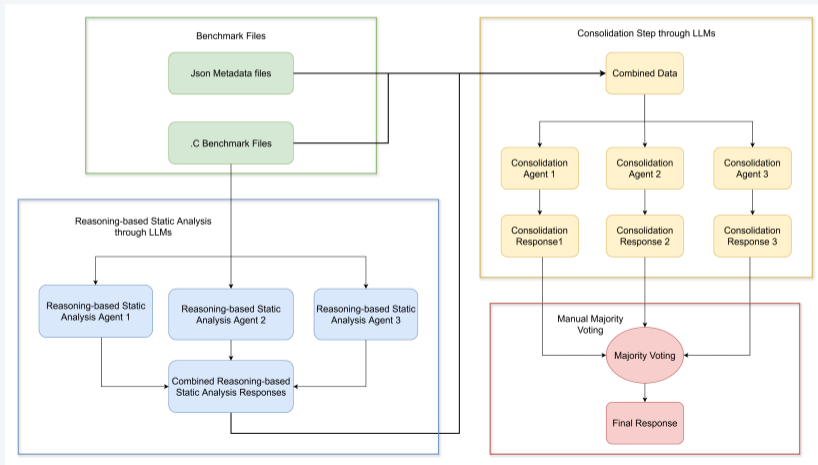 Benchmark Files
Json Metadata files
.C Benchmark Files
Reasoning-based Static Analysis
through LLMs
Reasoning-based Static
Analysis Agent 1
Reasoning-based Static
Analysis Agent 2
Reasoning-based Static
Analysis Agent 3
Combined Reasoning-based
Static Analysis Responses
Consolidation Step through LLMs
Combined Data
Consolidation
Agent 1
Consolidation
Agent 2
Consolidation
Agent 3
Consolidation
Response1
Consolidation
Response 2
Consolidation
Response 3
Manual Majority
Voting
Majority Voting
Final Response